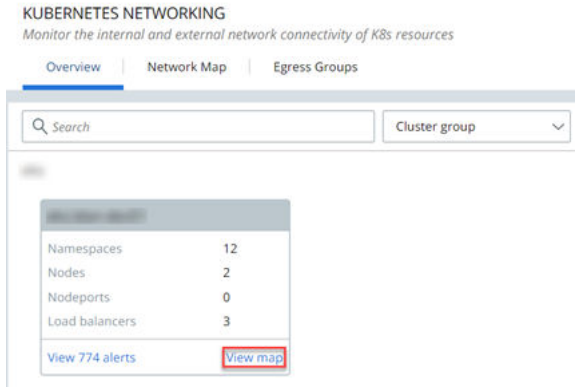 KUBERNETES NETWORKING
Monitor the internal and external network connectivity of K8s resources
Overview Network Map Egress Groups
Search Cluster group
Namespaces 12
Nodes 2
Nodeports 0
Load balancers 3
View 774 alerts View map